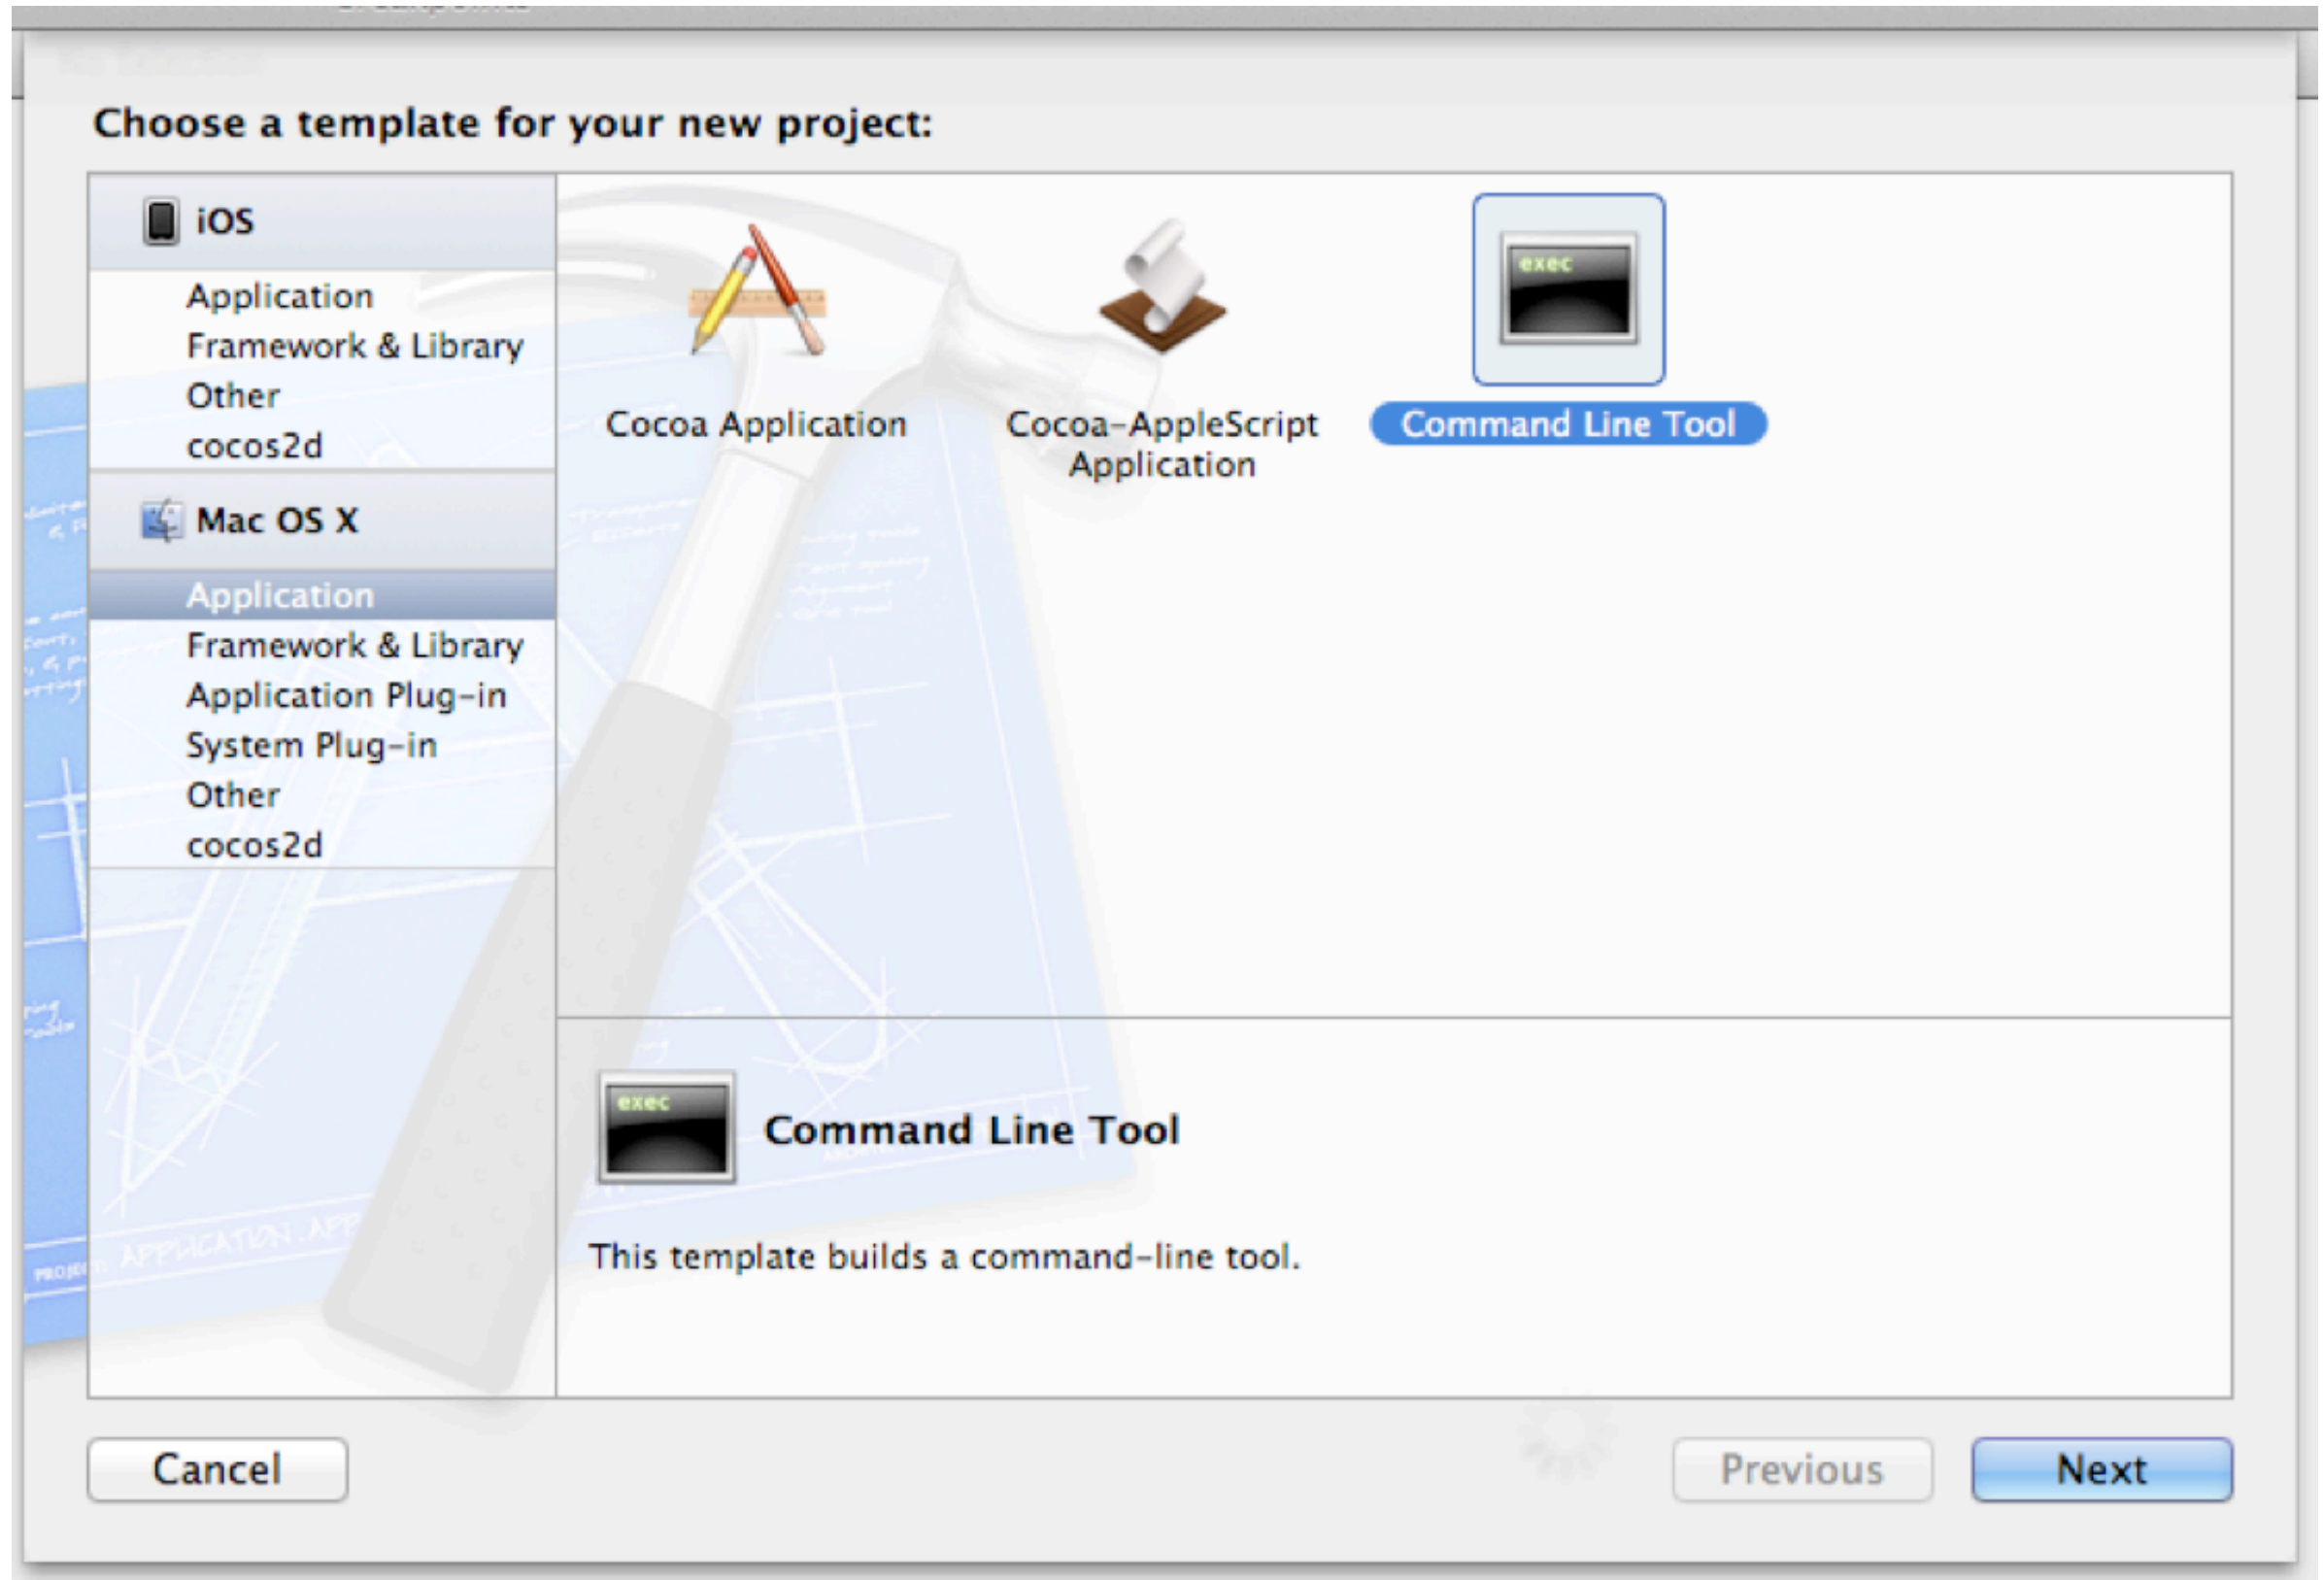 Choose a template for your new project:
iOS
Application
Framework & Library
Other
cocos2d
Mac OS X
Application
Framework & Library
Application Plug-in
System Plug-in
Other
cocos2d
Cocoa Application
Cocoa-AppleScript
Application
exec
Command Line Tool
exec
Command Line Tool
This template builds a command-line tool.
APPLICATION.APP
Cancel
Previous
Next